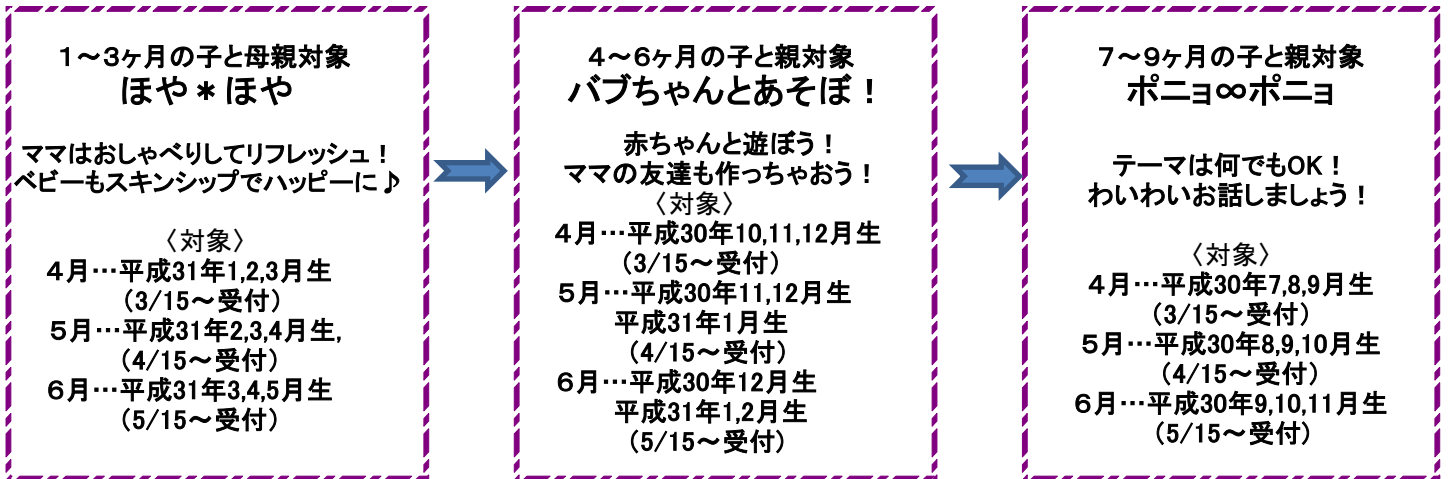 １～３ヶ月の子と母親対象
ほや＊ほや
ママはおしゃべりしてリフレッシュ！
ベビーもスキンシップでハッピーに♪
〈対象〉
４月…平成31年1,2,3月生
（3/15～受付）
５月…平成31年2,3,4月生,
（4/15～受付）
６月…平成31年3,4,5月生
（5/15～受付）
４～６ヶ月の子と親対象
バブちゃんとあそぼ！
赤ちゃんと遊ぼう！
ママの友達も作っちゃおう！
〈対象〉
４月…平成30年10,11,12月生
（3/15～受付）
５月…平成30年11,12月生
平成31年1月生
（4/15～受付）
６月…平成30年12月生
平成31年1,2月生
（5/15～受付）
７～９ヶ月の子と親対象
ポニョ∞ポニョ
テーマは何でもOK！
わいわいお話しましょう！
〈対象〉
４月…平成30年7,8,9月生
（3/15～受付）
５月…平成30年8,9,10月生
（4/15～受付）
６月…平成30年9,10,11月生
（5/15～受付）